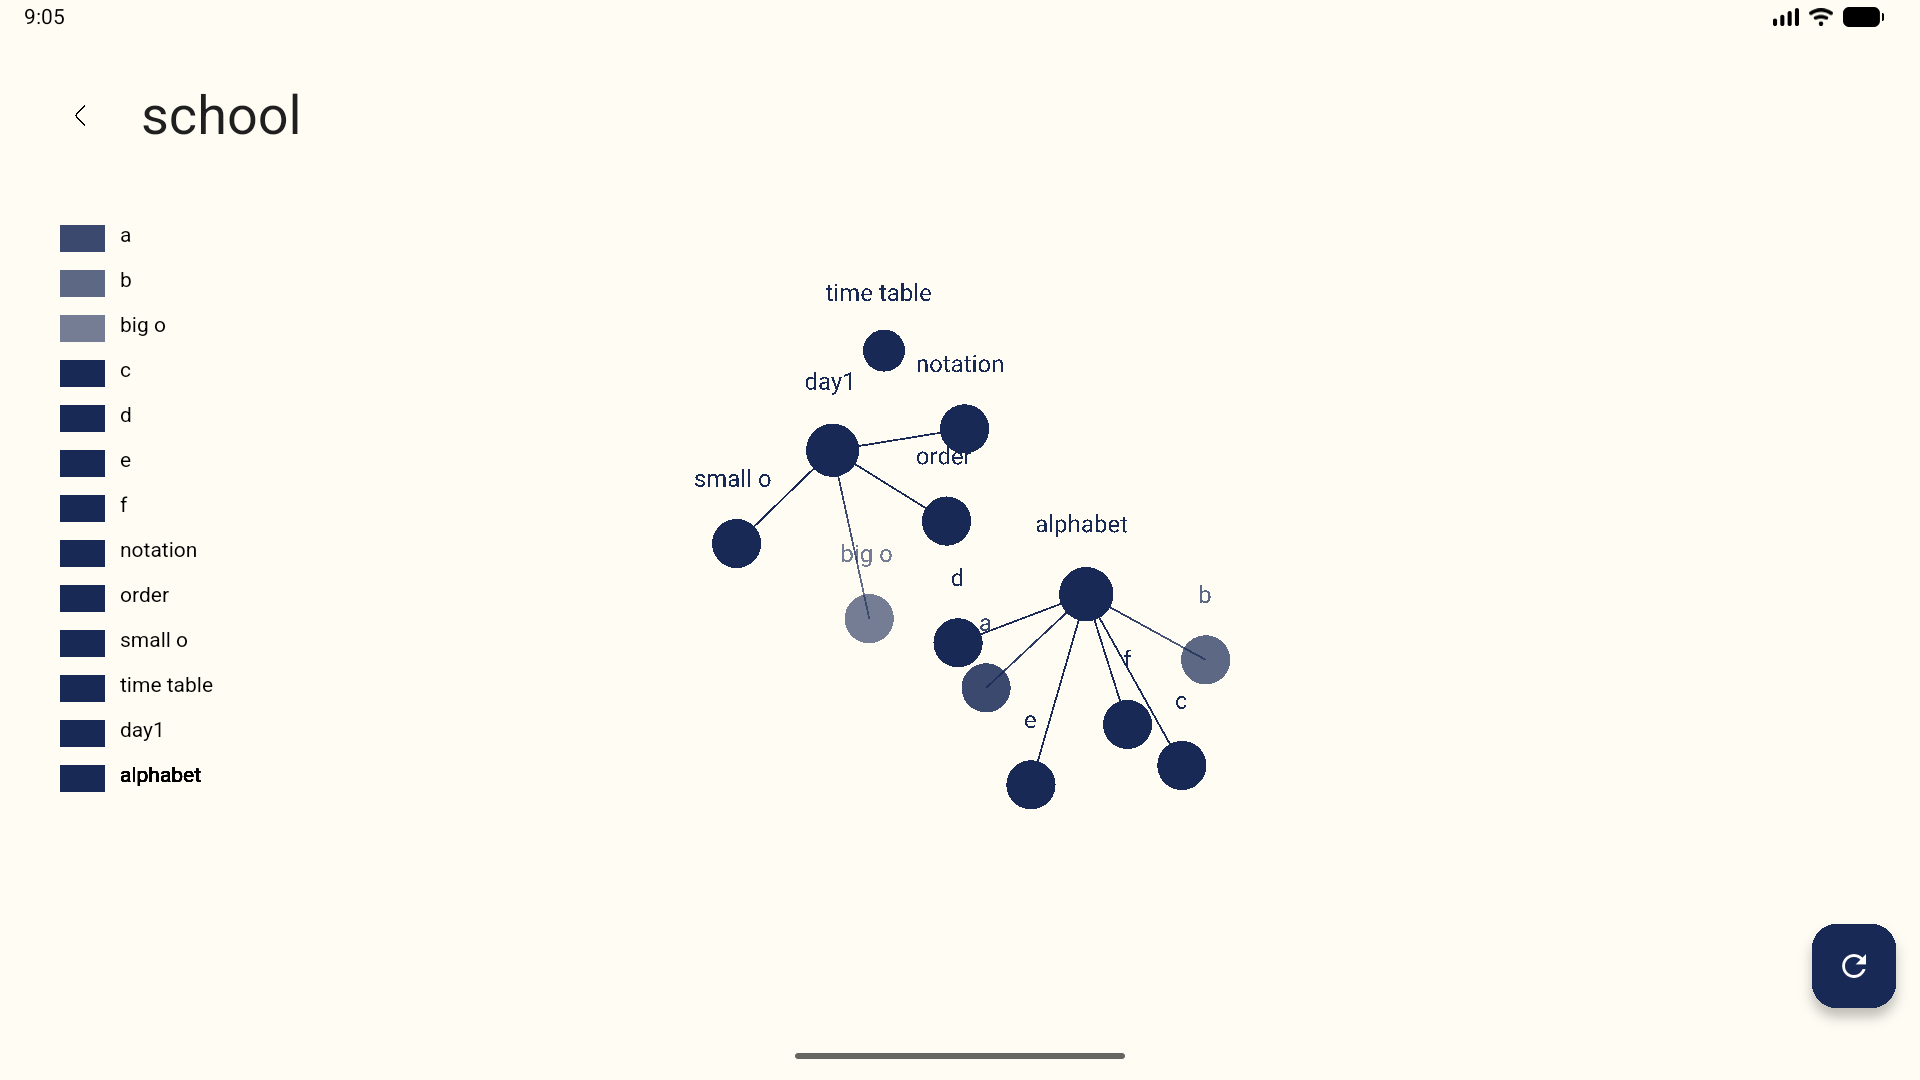 9:05
school
a
b
big o
c
d
e
f
notation
order
small o
time table
day1
alphabet
time table
notation
day1
order
small o
alphabet
big o
d
b
a
f
c
e